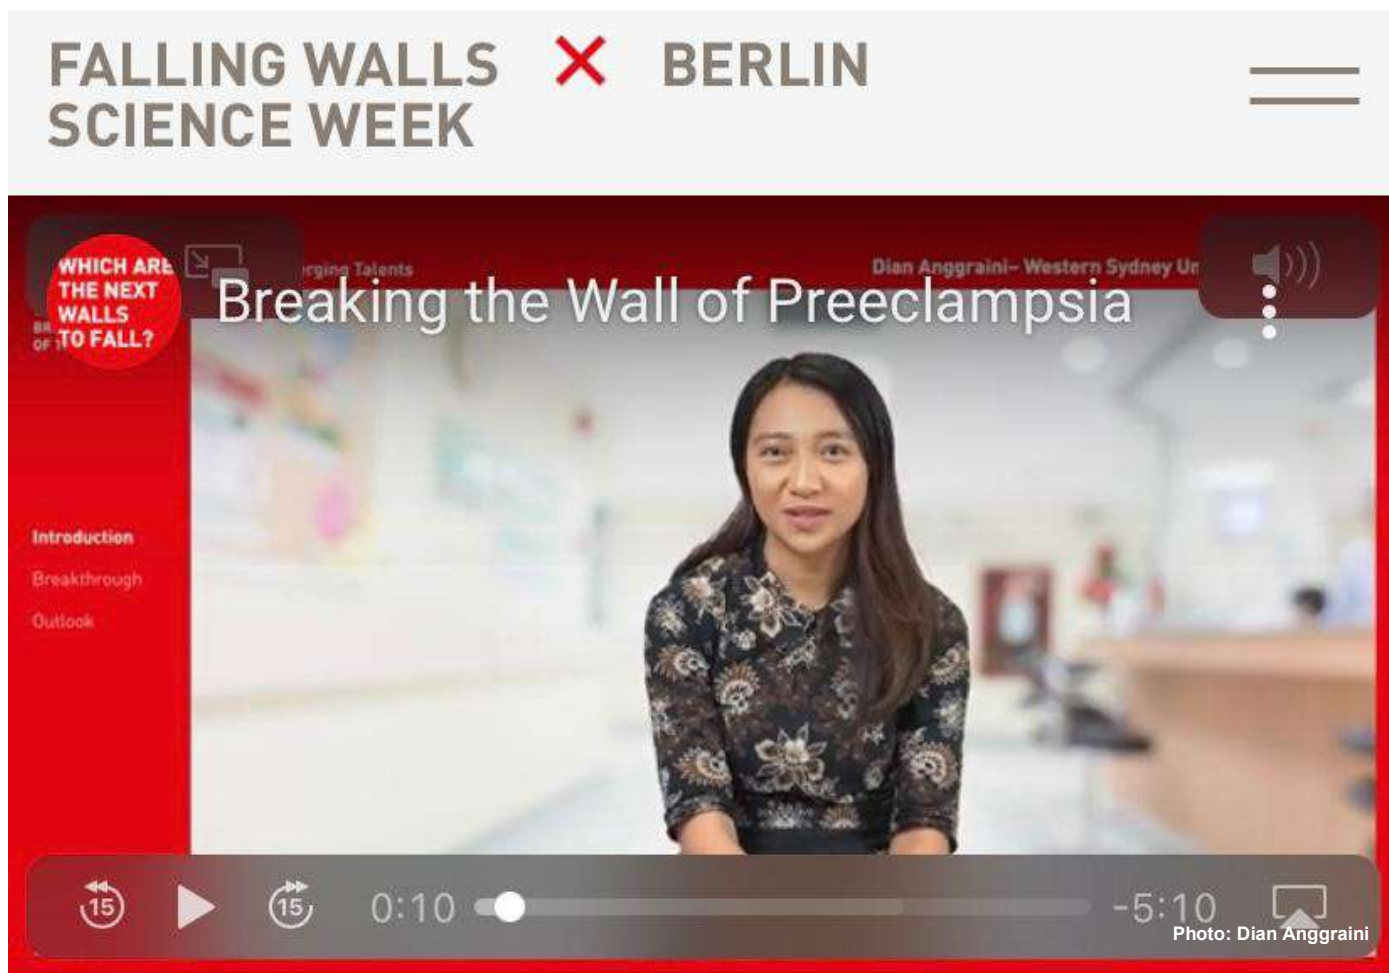 FALLING WALLS
SCIENCE WEEK
BERLIN
WHICH ARE
THE NEXT
WALLS
TO FALL?
Talents
Dian Anggraini– Western Sydney
Breaking the Wall of Preeclampsia
Introduction
Breakthrough
Outlook
15
15
0:10
-5:10
Photo: Dian Anggraini